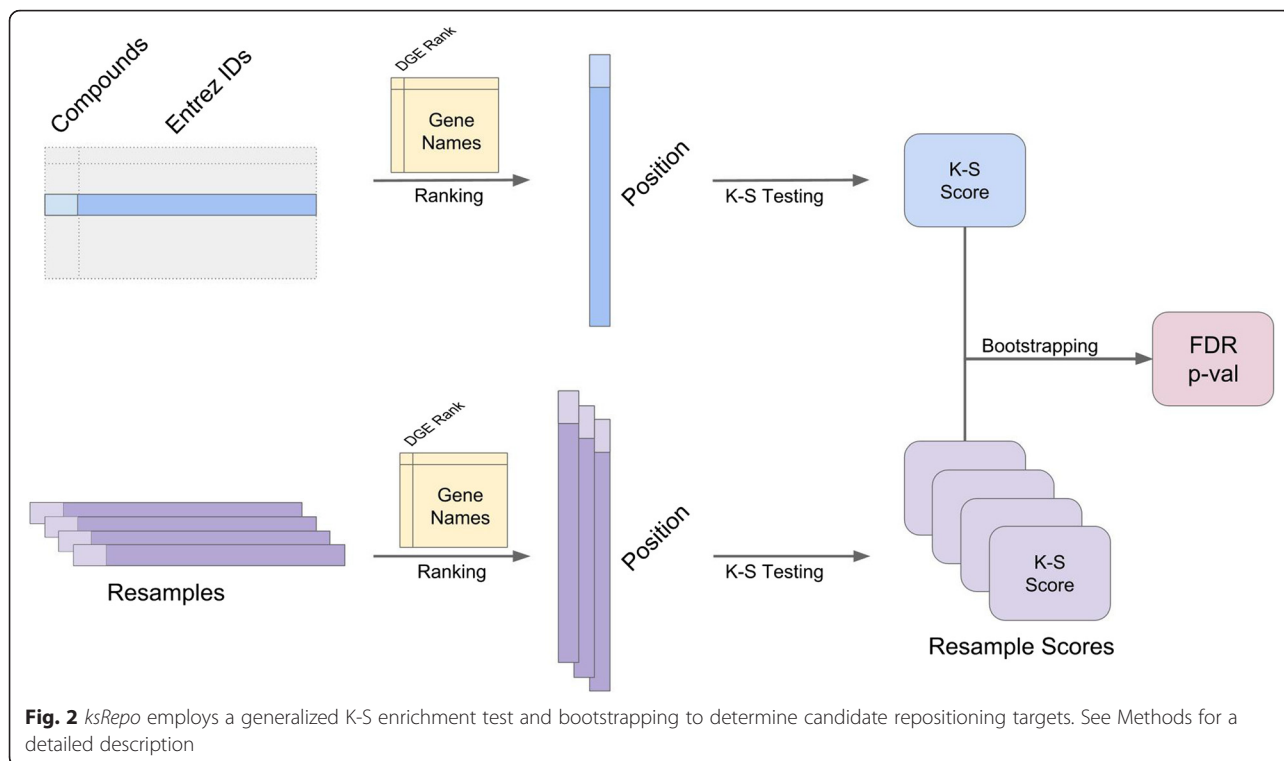 Compounds
Entrez IDs
DGE Rank
Gene
Names
Ranking
Position
K-S Testing
K-S
Score
Bootstrapping
FDR
p-val
Resamples
DGE Rank
Gene
Names
Ranking
Position
K-S Testing
K-S
Score
Resample Scores
Fig. 2 ksRepo employs a generalized K-S enrichment test and bootstrapping to determine candidate repositioning targets. See Methods for a
detailed description